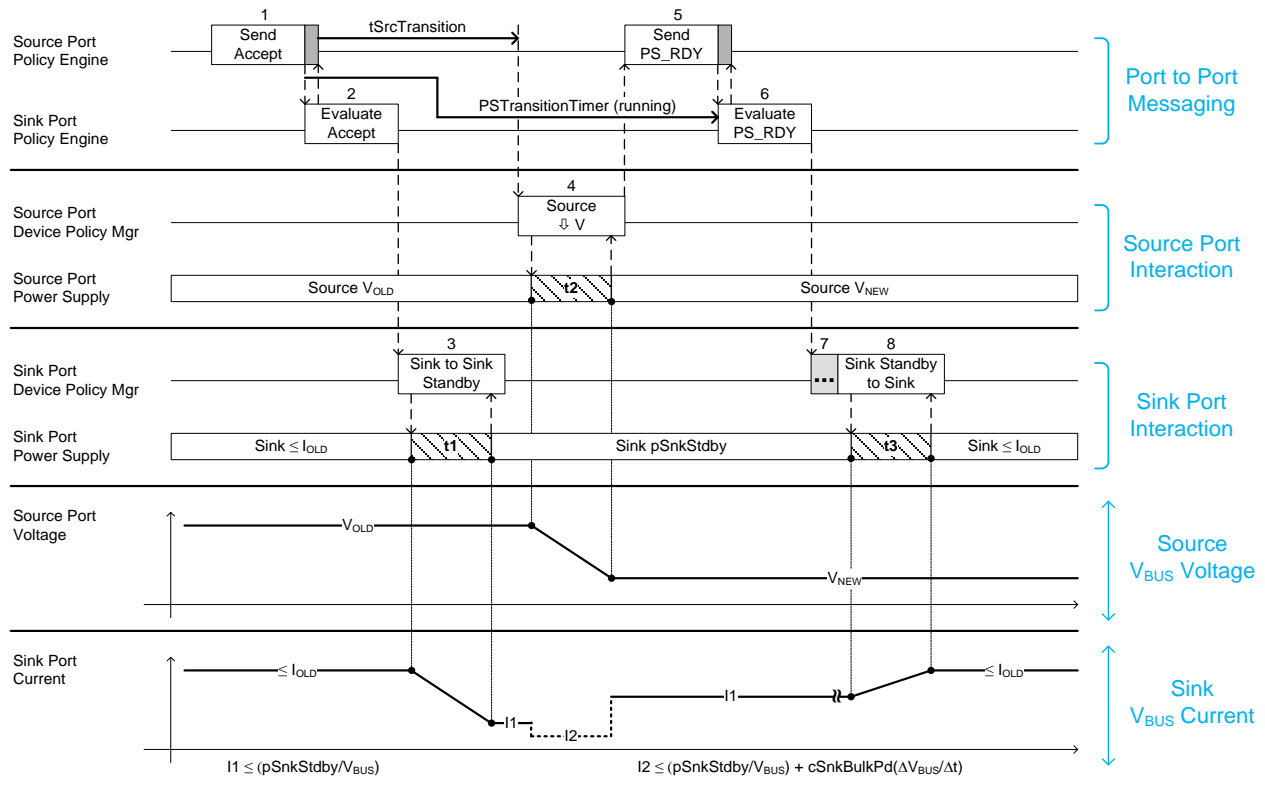 1
5
Send
Accept
tSrcTransition
Send
PS_RDY
Source Port
Policy Engine
Port to Port
Messaging
2
PSTransitionTimer (running)
6
Evaluate
Accept
Evaluate
PS_RDY
Sink Port
Policy Engine
4
Source
⇩ V
Source Port
Device Policy Mgr
Source Port
Interaction
Source Port
Power Supply
Source VOLD
t2
Source VNEW
3
7
8
Sink to Sink
Standby
...
Sink Standby
to Sink
Sink Port
Device Policy Mgr
Sink Port
Interaction
Sink Port
Power Supply
Sink ≤ IOLD
t1
Sink pSnkStdby
t3
Sink ≤ IOLD
Source Port
Voltage
VOLD
VNEW
Source
VBUS Voltage
Sink Port
Current
≤ IOLD
I1
I2
I1
≤ IOLD
Sink
VBUS Current
I1 ≤ (pSnkStdby/VBUS)
I2 ≤ (pSnkStdby/VBUS) + cSnkBulkPd(ΔVBUS/Δt)